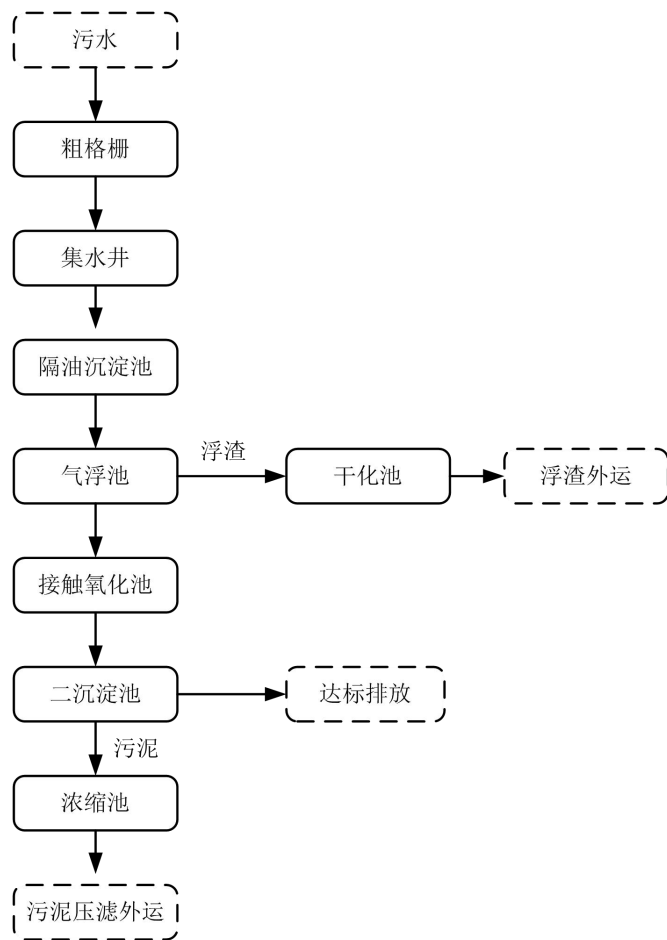 污水
粗格栅
集水井
隔油沉淀池
浮渣
气浮池
干化池
浮渣外运
接触氧化池
二沉淀池
达标排放
污泥
浓缩池
污泥压滤外运